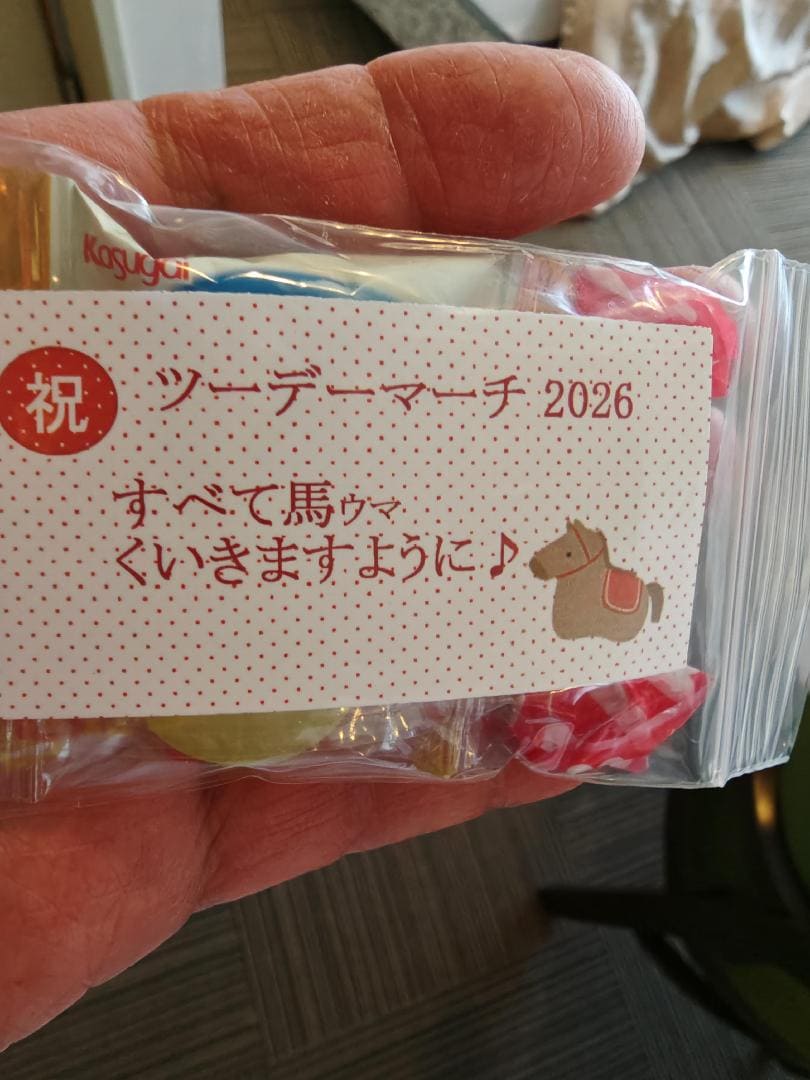 Kasugai
祝
ツーデーマーチ 2026
すべて馬ウマ
くいきますように♪